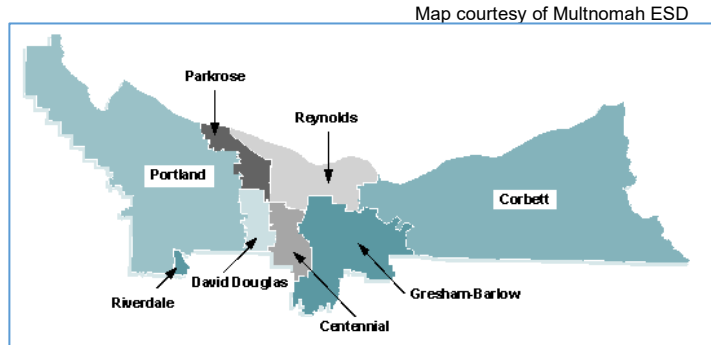 Map courtesy of Multnomah ESD
Parkrose
Reynolds
Portland
Corbett
David Douglas
Riverdale
Gresham-Barlow
Centennial